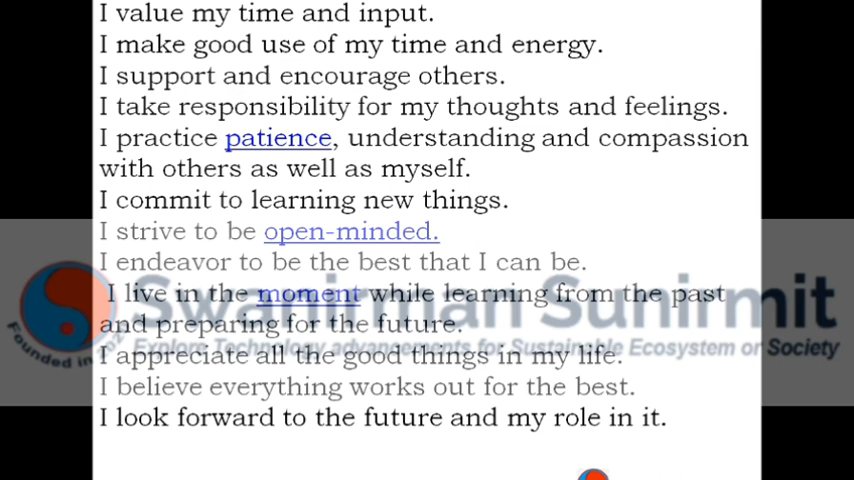 I value my time and input.
I make good use of my time and energy.
I support and encourage others.
I take responsibility for my thoughts and feelings.
I practice patience, understanding and compassion
with others as well as myself.
I commit to learning new things.
I strive to be open-minded.
I endeavor to be the best that I can be.
Swanirman Sunirmit
I live in the moment while learning from the past
and preparing for the future.
Founded in
Explore Technology advancements for Sustainable Ecosystem or Society
I appreciate all the good things in my life.
I believe everything works out for the best.
I look forward to the future and my role in it.